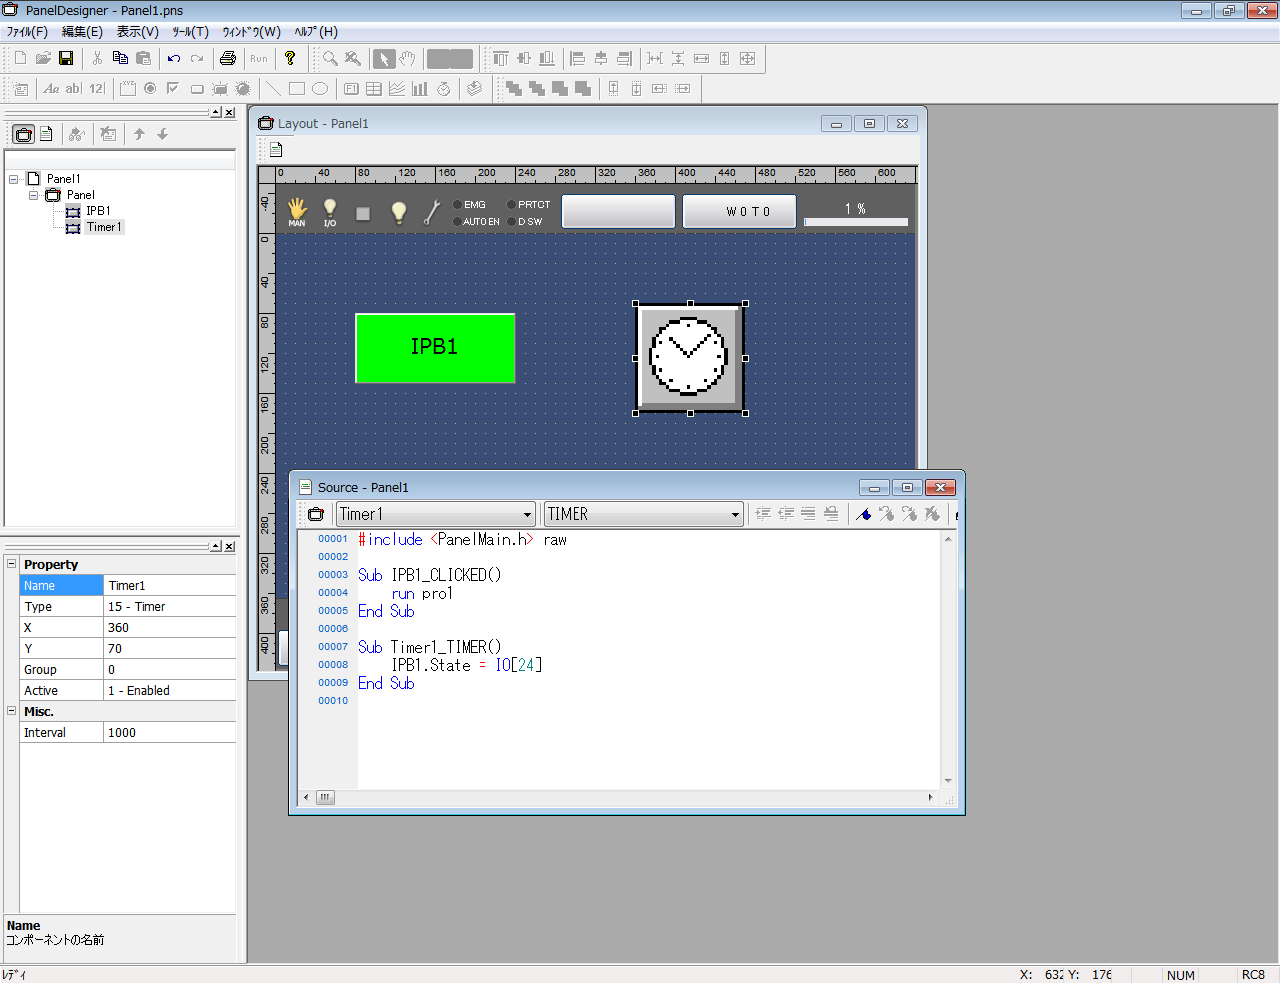 PanelDesigner - Panel1.pns
ﾌｧｲﾙ(F) 編集(E) 表示(V) ﾂｰﾙ(T) ｳｨﾝﾄﾞｳ(W) ﾍﾙﾌﾟ(H)
Run
Aa ab| 12|
XYZ
F1
Panel1
Panel
IPB1
Timer1
Layout - Panel1
0 40 80 120 160 200 240 280 320 360 400 440 480 520 560 600
-40 0 40 80 120 160 200 240 280 320 360 400
MAN
I/O
EMG
AUTO EN
PRTCT
D SW
W0T0
1 %
IPB1
Source - Panel1
Timer1 TIMER
00001 #include <PanelMain.h> raw
00002
00003 Sub IPB1_CLICKED()
00004 run pro1
00005 End Sub
00006
00007 Sub Timer1_TIMER()
00008 IPB1.State = IO[24]
00009 End Sub
00010
Property
Name Timer1
Type 15 - Timer
X 360
Y 70
Group 0
Active 1 - Enabled
Misc.
Interval 1000
Name
コンポーネントの名前
ﾚﾃﾞｨ
X: 632 Y: 176
NUM
RC8